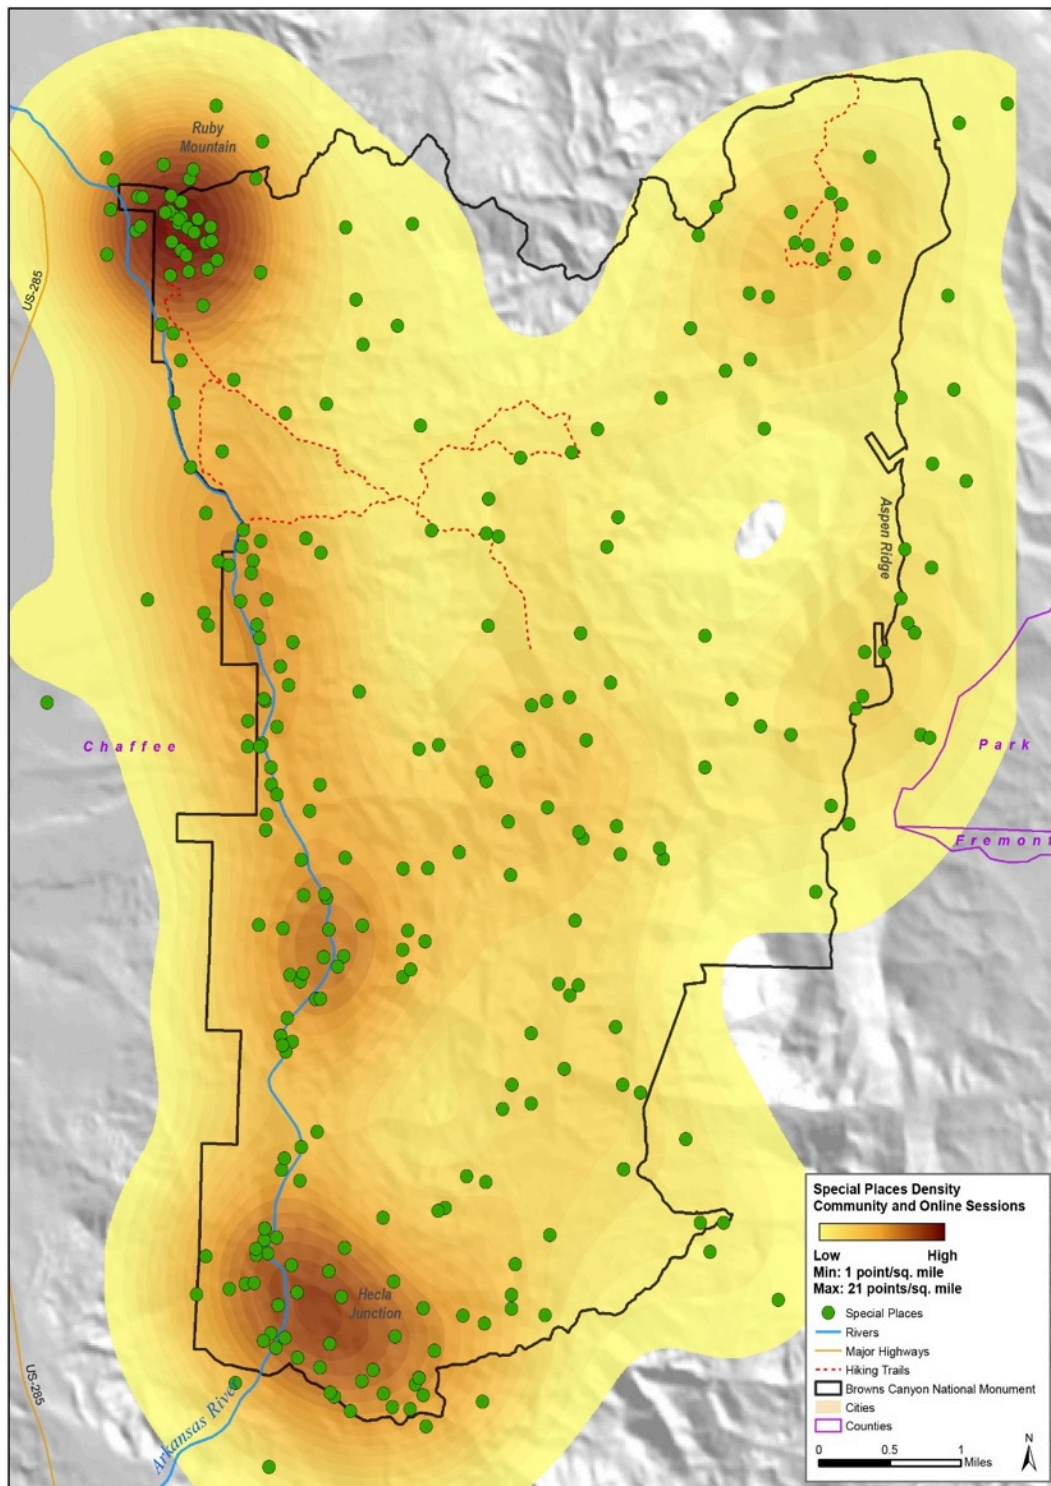 Ruby
Mountain
US-285
Aspen Ridge
Chaffee
Park
Fremont
Hecla
Junction
US-285
Arkansas River
Special Places Density
Community and Online Sessions
Low High
Min: 1 point/sq. mile
Max: 21 points/sq. mile
Special Places
Rivers
Major Highways
Hiking Trails
Browns Canyon National Monument
Cities
Counties
0 0.5 1
Miles
N